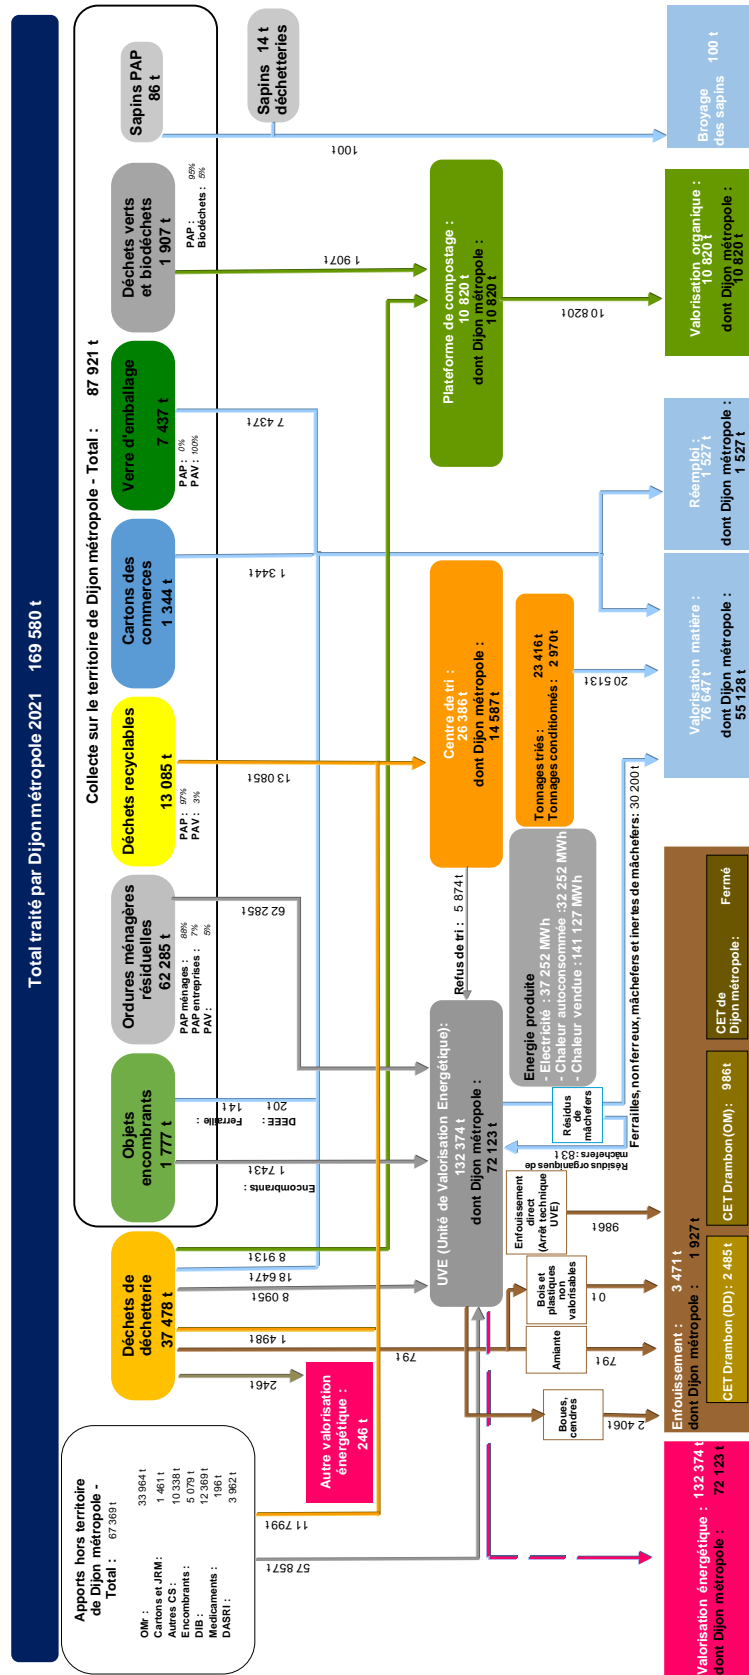 Total traité par Dijon métropole 2021 169 580 t
Collecte sur le territoire de Dijon métropole - Total : 87 921 t
Apports hors territoire
de Dijon métropole -
Total : 67 369 t
OMr : 33 964 t
Cartons et JRM : 1 461 t
Autres CS : 10 338 t
Encombrants : 5 079 t
DIB : 12 369 t
Medicaments : 196 t
DASRI : 3 962 t
Déchets de
déchetterie
37 478 t
Objets
encombrants
1 777 t
Ordures ménagères
résiduelles
62 285 t
PAP ménages : 88%
PAP entreprises : 7%
PAV : 5%
Déchets recyclables
13 085 t
PAP : 97%
PAV : 3%
Cartons des
commerces
1 344 t
Verre d'emballage
7 437 t
PAP : 0%
PAV : 100%
Déchets verts
et biodéchets
1 907 t
PAP : 95%
Biodéchets : 5%
Sapins PAP
86 t
Sapins 14 t
déchetteries
57 857 t
11 799 t
246 t
79 t
1 498 t
8 095 t
18 647 t
8 913 t
Encombrants : 1 743 t
Ferraille : 14 t
DEEE : 20 t
62 285 t
13 085 t
1 344 t
7 437 t
1 907 t
100 t
Autre valorisation
énergétique :
246 t
UVE (Unité de Valorisation Energétique):
132 374 t
dont Dijon métropole :
72 123 t
Refus de tri : 5 874 t
Centre de tri :
26 386 t
dont Dijon métropole :
14 587 t
Plateforme de compostage :
10 820 t
dont Dijon métropole :
10 820 t
Energie produite
- Electricité : 37 252 MWh
- Chaleur autoconsommée : 32 252 MWh
- Chaleur vendue : 141 127 MWh
Tonnages triés : 23 416 t
Tonnages conditionnés : 2 970 t
Boues,
cendres
Amiante
Bois et
plastiques
non
valorisables
Enfouissement
direct
(Arrêt technique
UVE)
Résidus organiques de
mâchefers : 83 t
Résidus
de
mâchefers
2 406 t
79 t
0 t
986 t
Ferrailles, non ferreux, mâchefers et inertes de mâchefers: 30 200 t
20 513 t
10 820 t
Valorisation énergétique : 132 374 t
dont Dijon métropole : 72 123 t
Enfouissement : 3 471 t
dont Dijon métropole : 1 927 t
CET Drambon (DD) : 2 485 t
CET Drambon (OM) : 986 t
CET de
Dijon métropole: Fermé
Valorisation matière :
76 647 t
dont Dijon métropole :
55 128 t
Réemploi :
1 527 t
dont Dijon métropole :
1 527 t
Valorisation organique :
10 820 t
dont Dijon métropole :
10 820 t
Broyage
des sapins 100 t